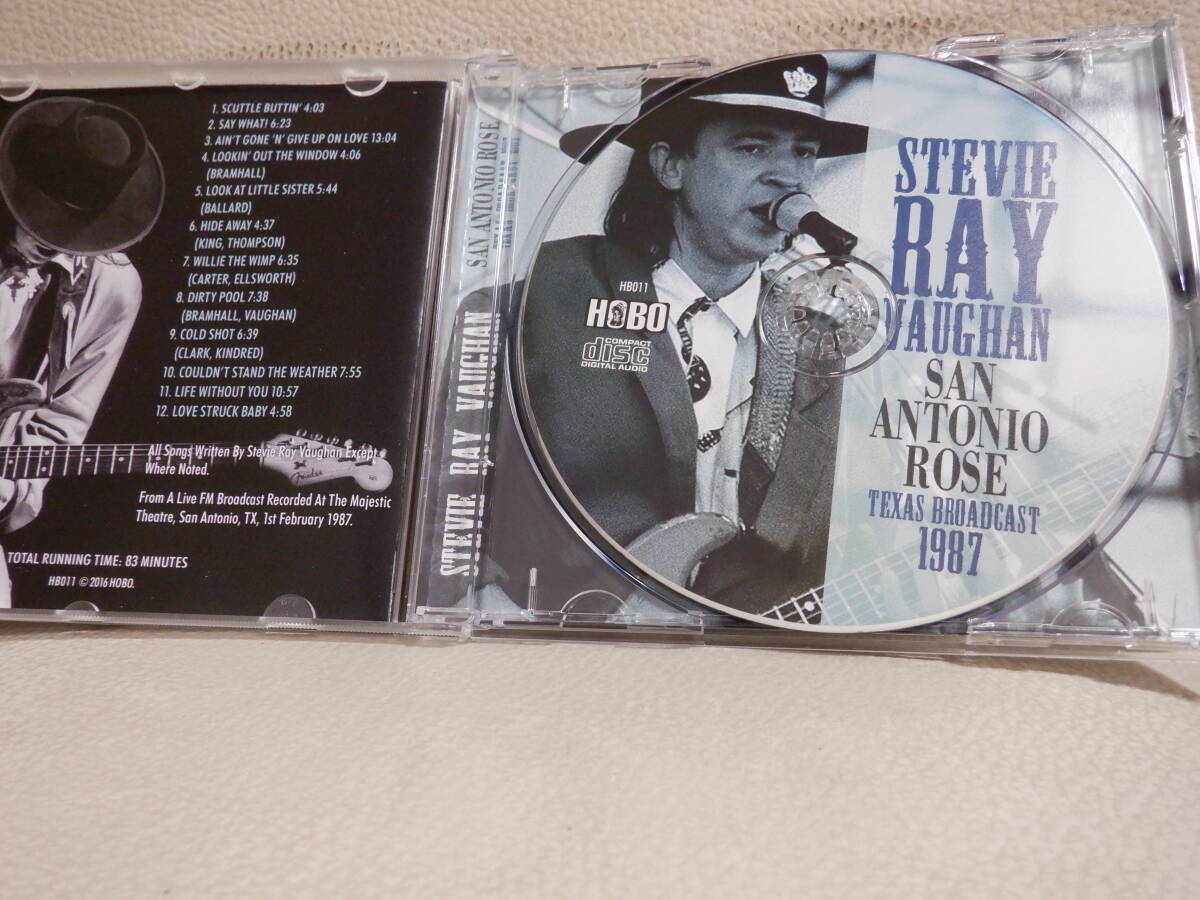 1. SCUTTLE BUTTIN' 4:03
2. SAY WHAT! 6:23
3. AIN'T GONE 'N' GIVE UP ON LOVE 13:04
4. LOOKIN' OUT THE WINDOW 4:06
(BRAMHALL)
5. LOOK AT LITTLE SISTER 5:44
(BALLARD)
6. HIDE AWAY 4:37
(KING, THOMPSON)
7. WILLIE THE WIMP 6:35
(CARTER, ELLSWORTH)
8. DIRTY POOL 7:38
(BRAMHALL, VAUGHAN)
9. COLD SHOT 6:39
(CLARK, KINDRED)
10. COULDN'T STAND THE WEATHER 7:55
11. LIFE WITHOUT YOU 10:57
12. LOVE STRUCK BABY 4:58
All Songs Written By Stevie Ray Vaughan Except
Where Noted.
Fender
From A Live FM Broadcast Recorded At The Majestic
Theatre, San Antonio, TX, 1st February 1987.
TOTAL RUNNING TIME: 83 MINUTES
HB011 © 2016 HOBO.
STEVIE RAY VAUGHAN SAN ANTONIO ROSE
HB011
HOBO
COMPACT
disc
DIGITAL AUDIO
STEVIE
RAY
VAUGHAN
SAN
ANTONIO
ROSE
TEXAS BROADCAST
1987